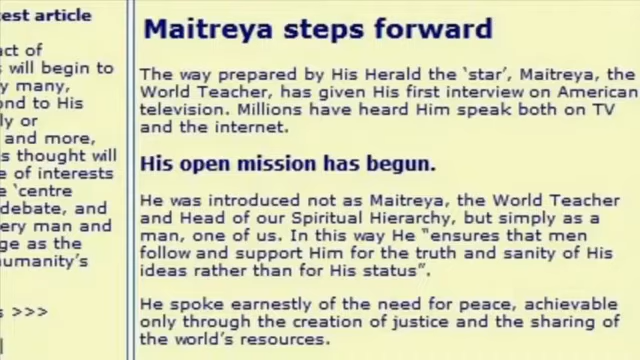 est article
act of
s will begin to
y many,
ond to His
ly or
and more,
s thought will
e of interests
e 'centre
debate, and
ery man and
ge as the
humanity's
s >>>
Maitreya steps forward
The way prepared by His Herald the 'star', Maitreya, the
World Teacher, has given His first interview on American
television. Millions have heard Him speak both on TV
and the internet.
His open mission has begun.
He was introduced not as Maitreya, the World Teacher
and Head of our Spiritual Hierarchy, but simply as a
man, one of us. In this way He "ensures that men
follow and support Him for the truth and sanity of His
ideas rather than for His status".
He spoke earnestly of the need for peace, achievable
only through the creation of justice and the sharing of
the world's resources.